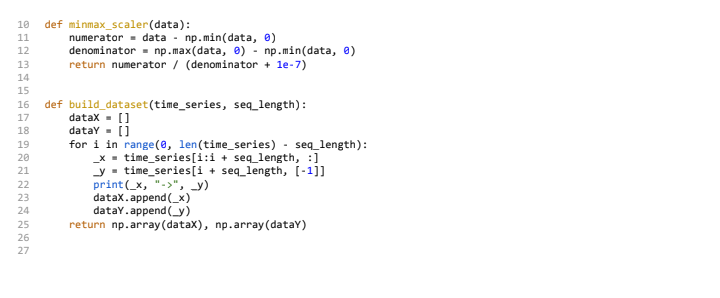 10 def minmax_scaler(data):
11     numerator = data - np.min(data, 0)
12     denominator = np.max(data, 0) - np.min(data, 0)
13     return numerator / (denominator + 1e-7)
14
15
16 def build_dataset(time_series, seq_length):
17     dataX = []
18     dataY = []
19     for i in range(0, len(time_series) - seq_length):
20         _x = time_series[i:i + seq_length, :]
21         _y = time_series[i + seq_length, [-1]]
22         print(_x, "->", _y)
23         dataX.append(_x)
24         dataY.append(_y)
25     return np.array(dataX), np.array(dataY)
26
27